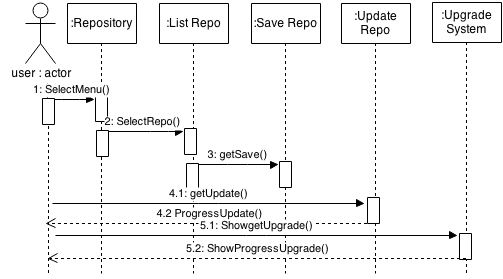 :Repository
:List Repo
:Save Repo
:Update
Repo
:Upgrade
System
user : actor
1: SelectMenu()
2: SelectRepo()
3: getSave()
4.1: getUpdate()
4.2 ProgressUpdate()
5.1: ShowgetUpgrade()
5.2: ShowProgressUpgrade()